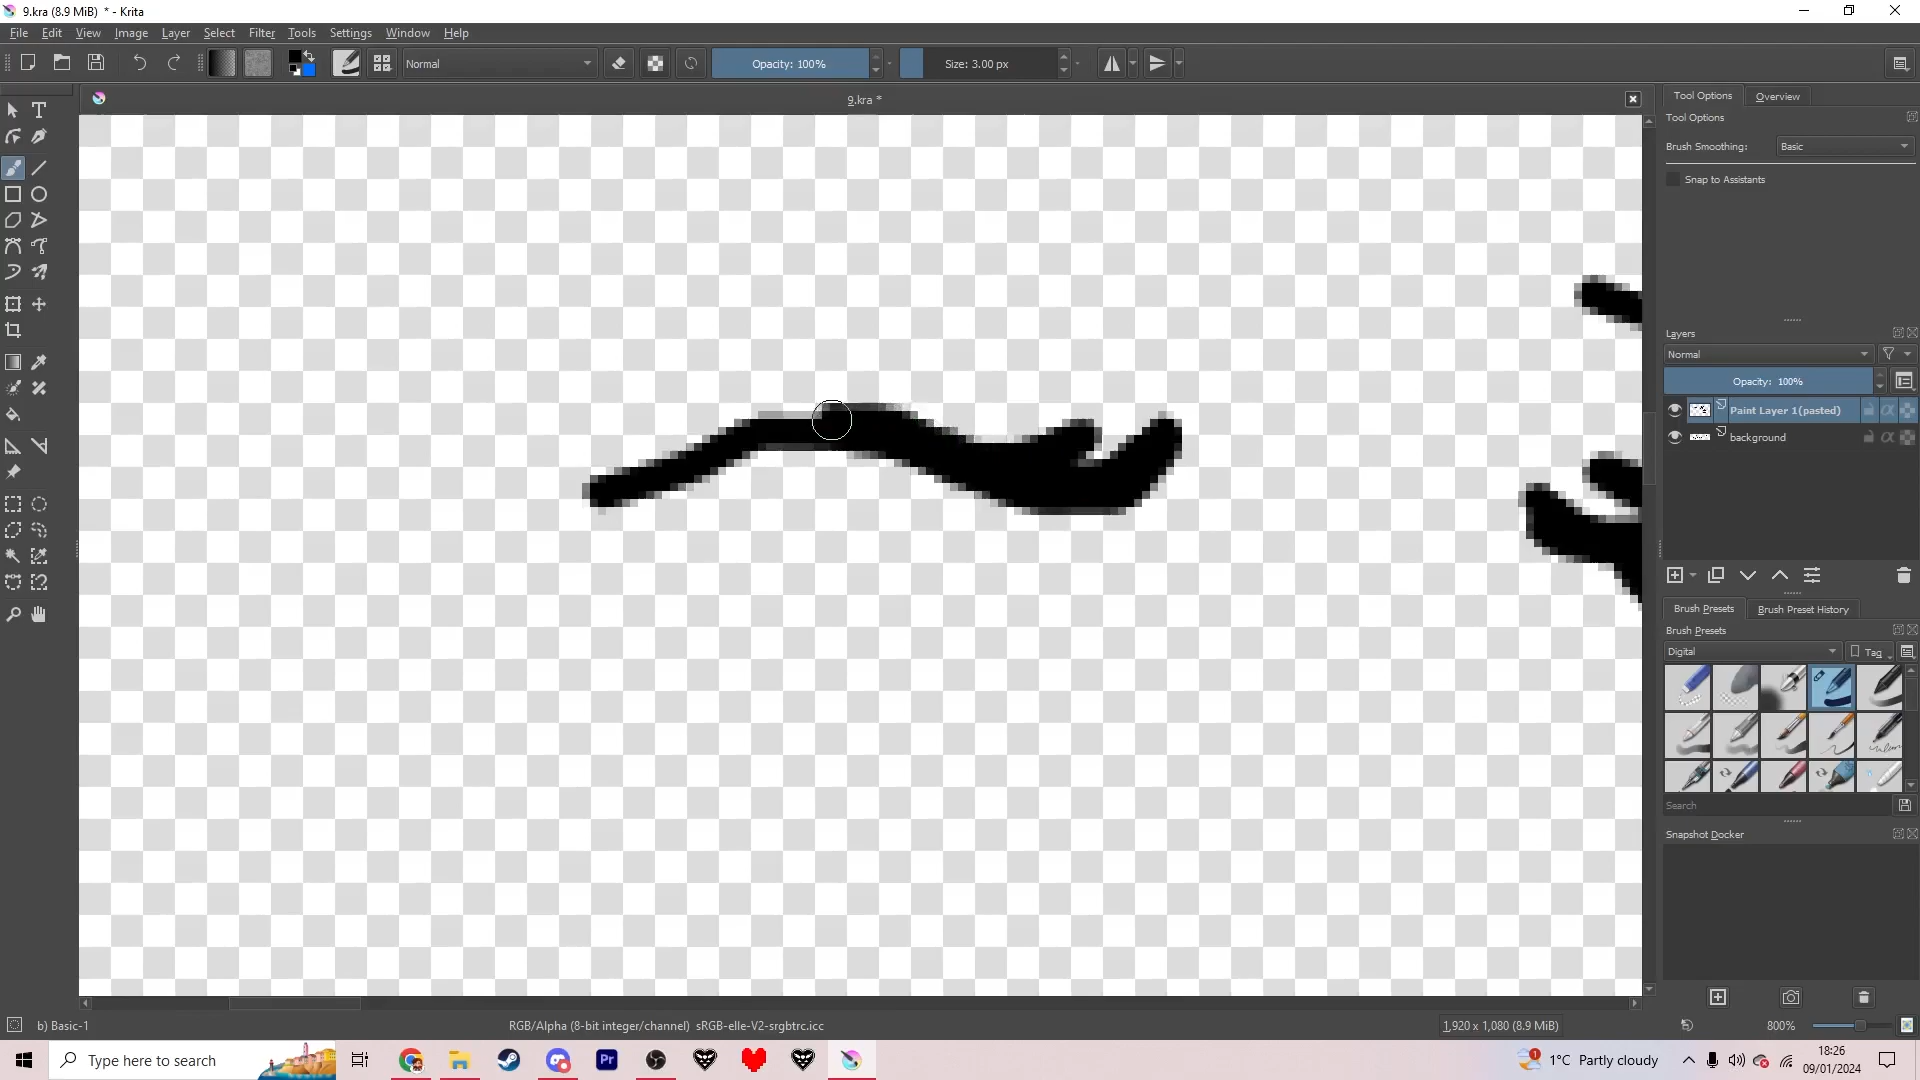 9.kra (8.9 MiB) * - Krita
File Edit View Image Layer Select Filter Tools Settings Window Help
Normal Opacity: 100% Size: 3.00 px
9.kra *
Tool Options Overview
Tool Options
Brush Smoothing: Basic
Snap to Assistants
Layers
Normal
Opacity: 100%
Paint Layer 1(pasted)
background
Brush Presets Brush Preset History
Brush Presets
Digital Tag
Search
Snapshot Docker
b) Basic-1 RGB/Alpha (8-bit integer/channel) sRGB-elle-V2-srgbtrc.icc 1,920 x 1,080 (8.9 MiB) 800%
Type here to search Pr 1 1°C Partly cloudy 18:26
09/01/2024